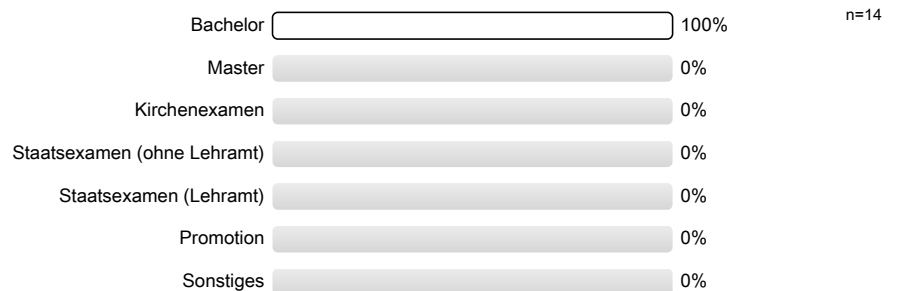 Bachelor 100% n=14
Master 0%
Kirchenexamen 0%
Staatsexamen (ohne Lehramt) 0%
Staatsexamen (Lehramt) 0%
Promotion 0%
Sonstiges 0%